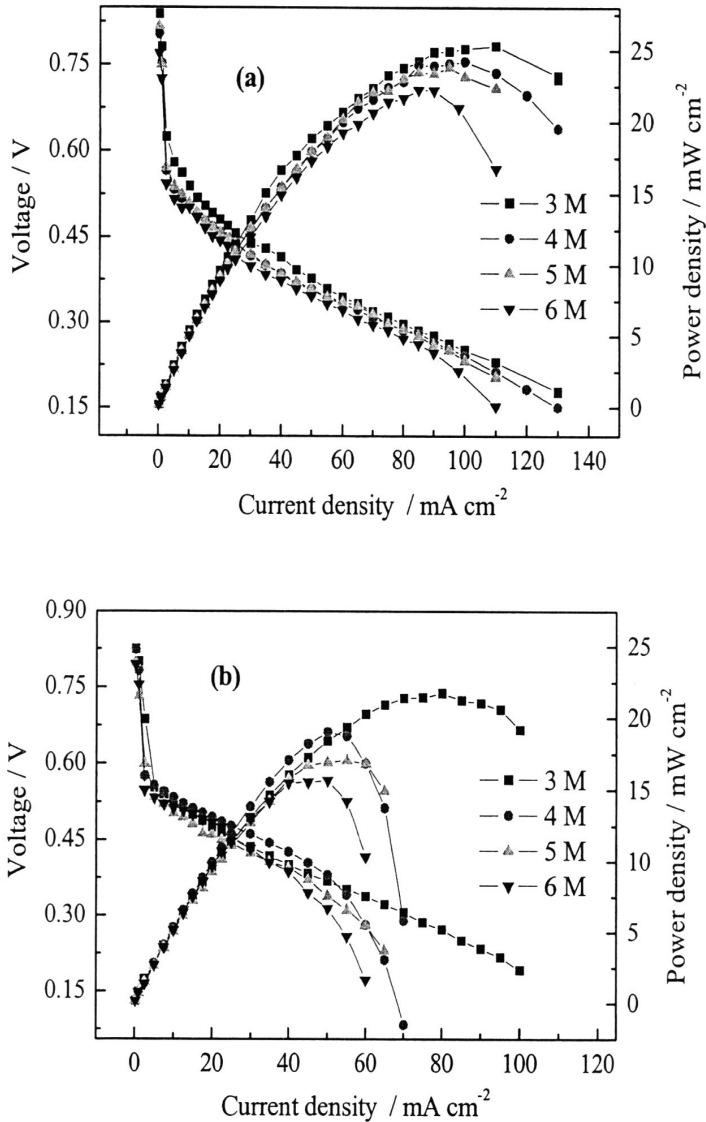 (a)
Voltage / V
0.75
0.60
0.45
0.30
0.15
25
20
15
10
5
0
Power density / mW cm-2
3 M
4 M
5 M
6 M
0 20 40 60 80 100 120 140
Current density / mA cm-2
(b)
Voltage / V
0.90
0.75
0.60
0.45
0.30
0.15
25
20
15
10
5
0
Power density / mW cm-2
3 M
4 M
5 M
6 M
0 20 40 60 80 100 120
Current density / mA cm-2